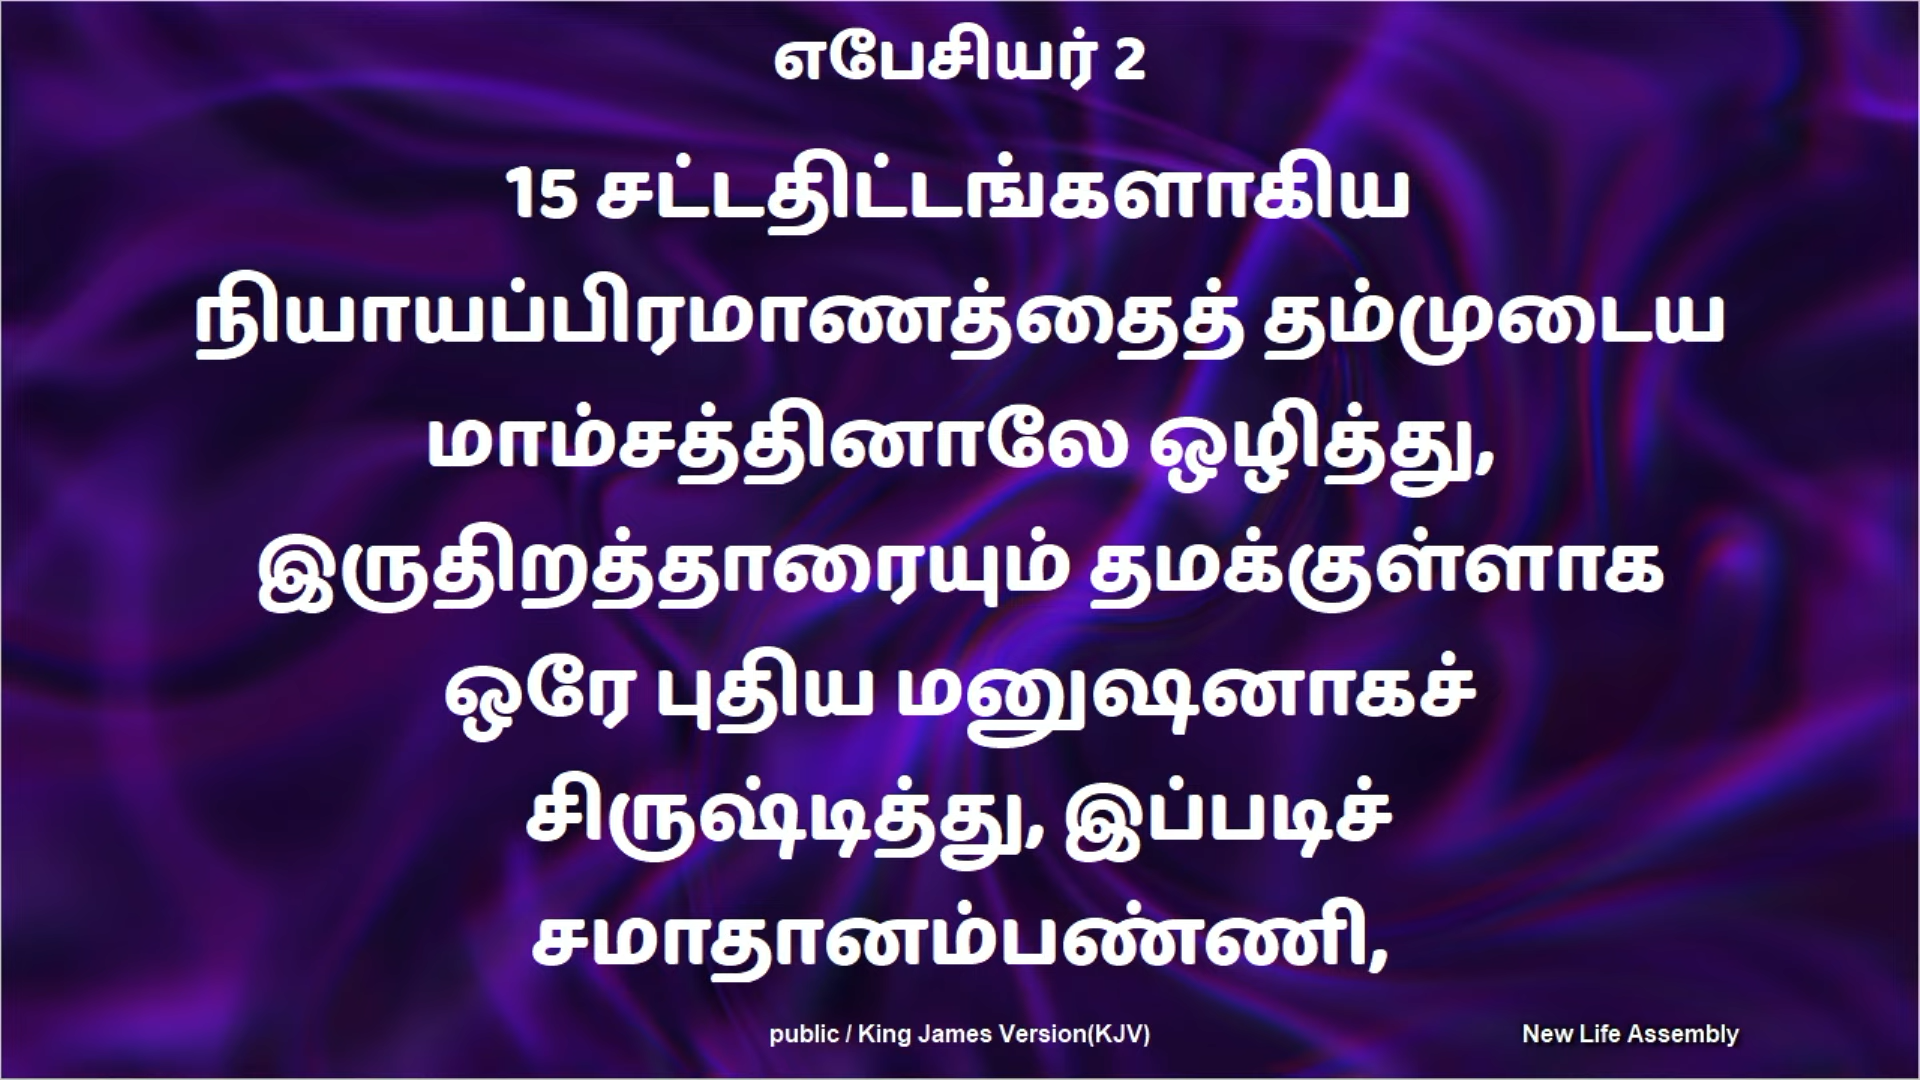 எபேசியர் 2
15 சட்டதிட்டங்களாகிய
நியாயப்பிரமாணத்தைத் தம்முடைய
மாம்சத்தினாலே ஒழித்து,
இருதிறத்தாரையும் தமக்குள்ளாக
ஒரே புதிய மனுஷனாகச்
சிருஷ்டித்து, இப்படிச்
சமாதானம்பண்ணி,
public / King James Version(KJV)
New Life Assembly